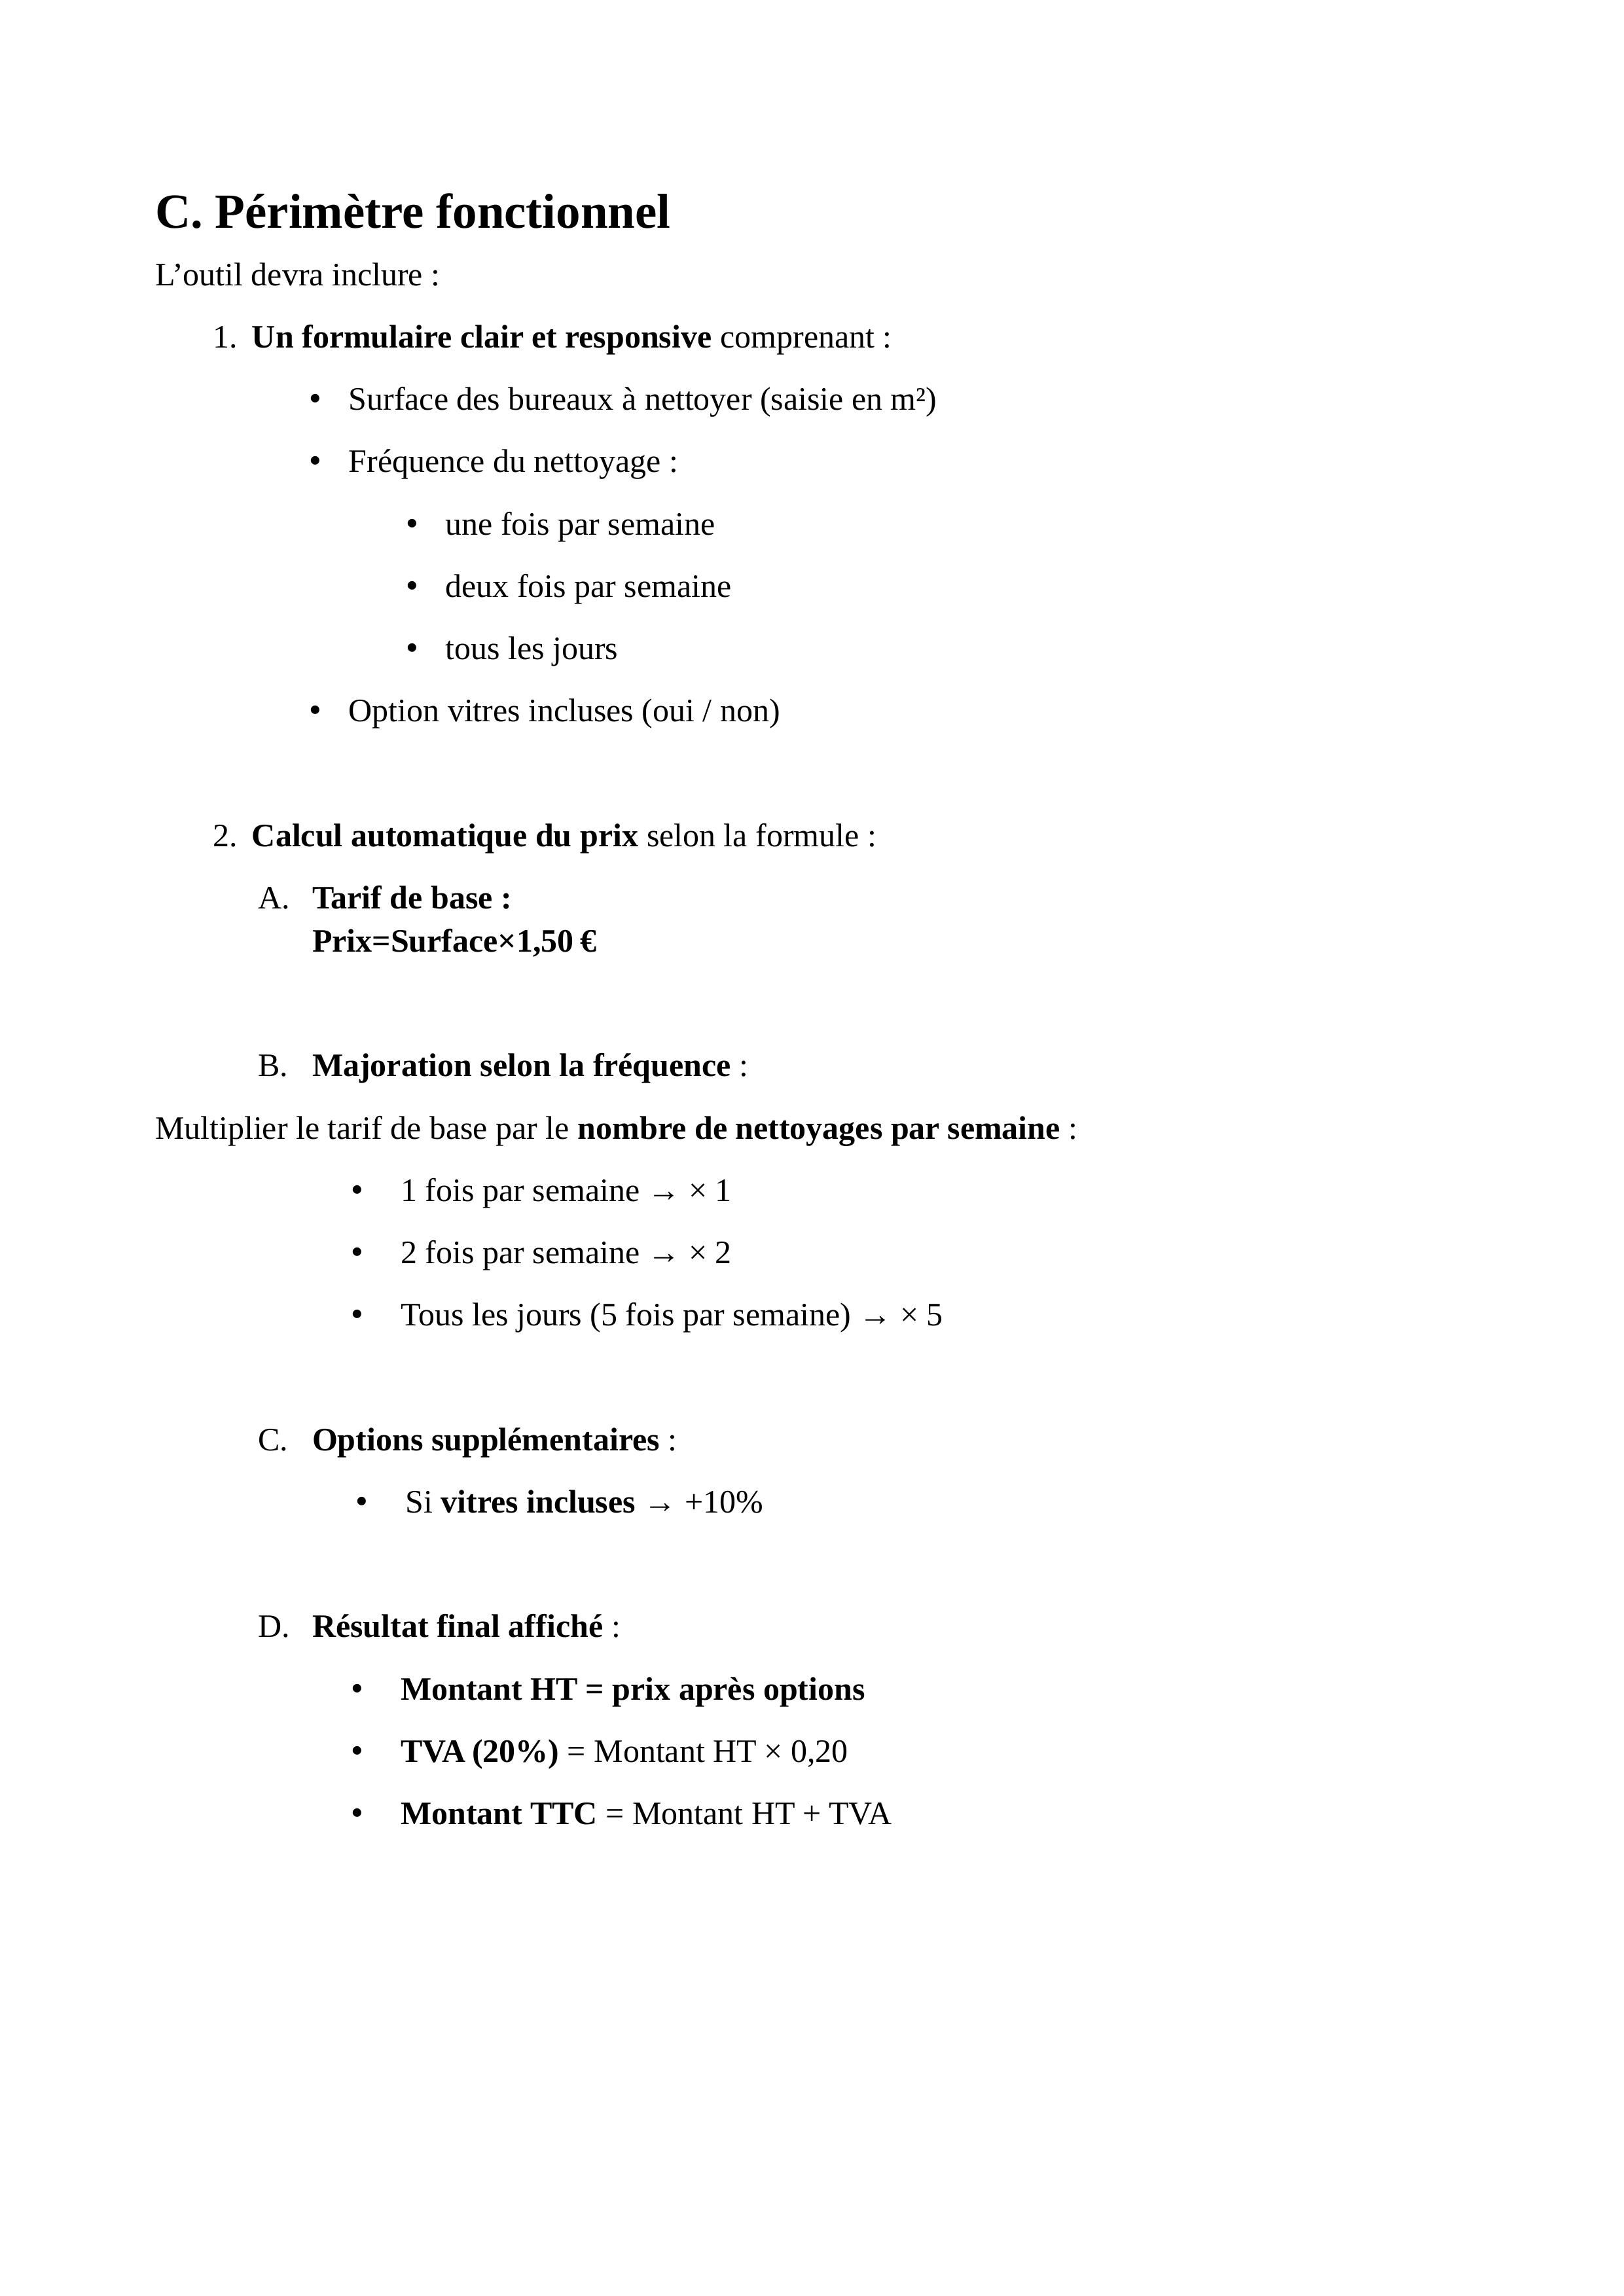 C. Périmètre fonctionnel
L’outil devra inclure :
1. Un formulaire clair et responsive comprenant :
• Surface des bureaux à nettoyer (saisie en m²)
• Fréquence du nettoyage :
• une fois par semaine
• deux fois par semaine
• tous les jours
• Option vitres incluses (oui / non)
2. Calcul automatique du prix selon la formule :
A. Tarif de base :
Prix=Surface×1,50 €
B. Majoration selon la fréquence :
Multiplier le tarif de base par le nombre de nettoyages par semaine :
• 1 fois par semaine → × 1
• 2 fois par semaine → × 2
• Tous les jours (5 fois par semaine) → × 5
C. Options supplémentaires :
• Si vitres incluses → +10%
D. Résultat final affiché :
• Montant HT = prix après options
• TVA (20%) = Montant HT × 0,20
• Montant TTC = Montant HT + TVA